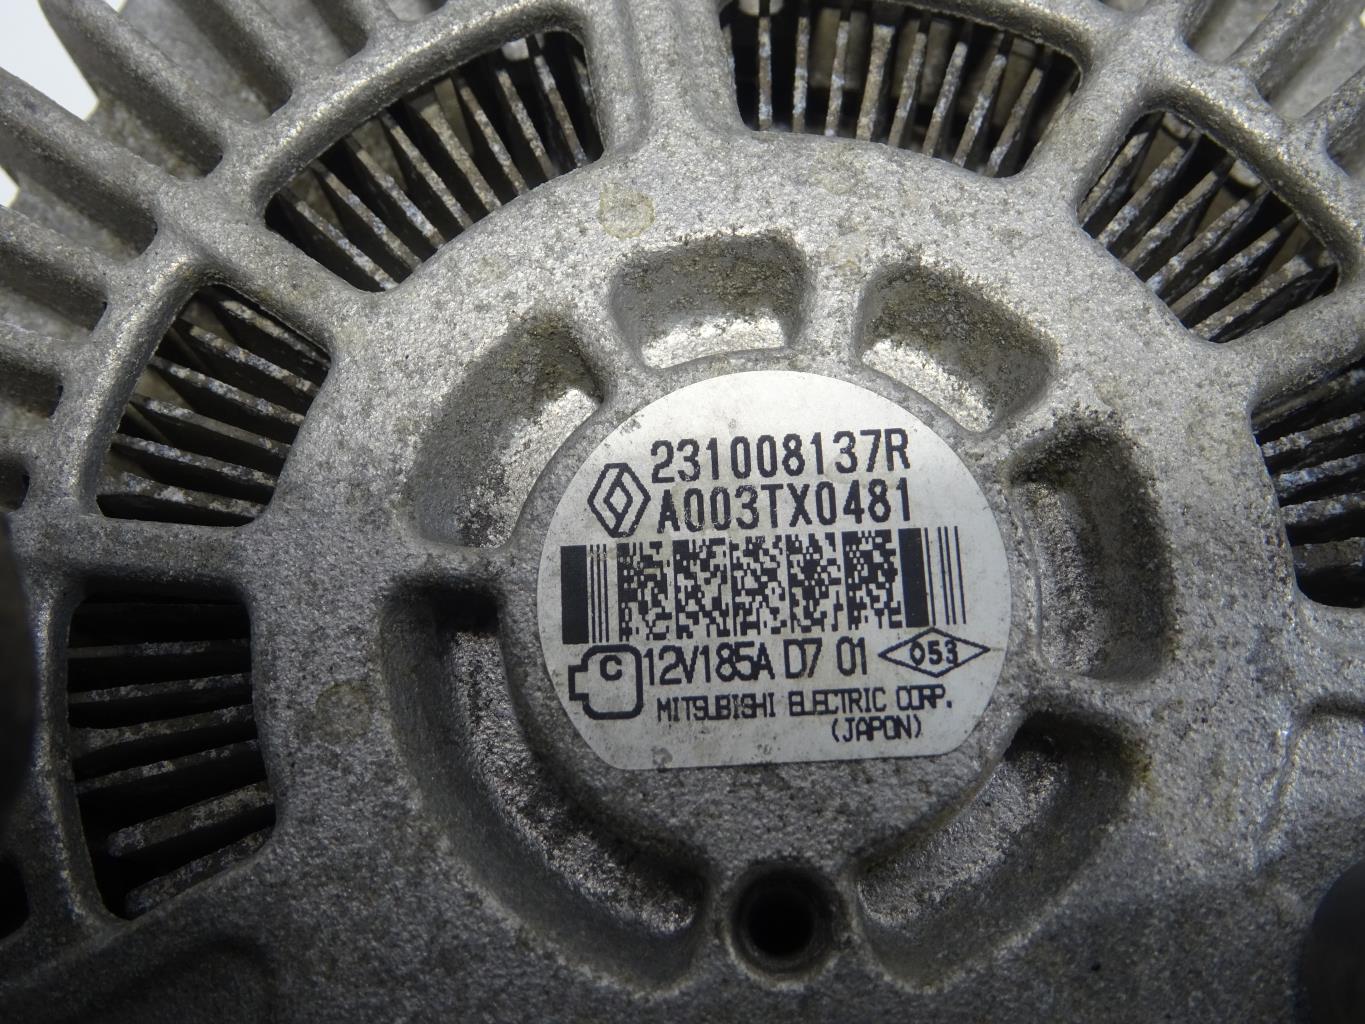 231008137R
A003TX0481
C 12V185A D7 01 053
MITSUBISHI ELECTRIC CORP.
(JAPON)